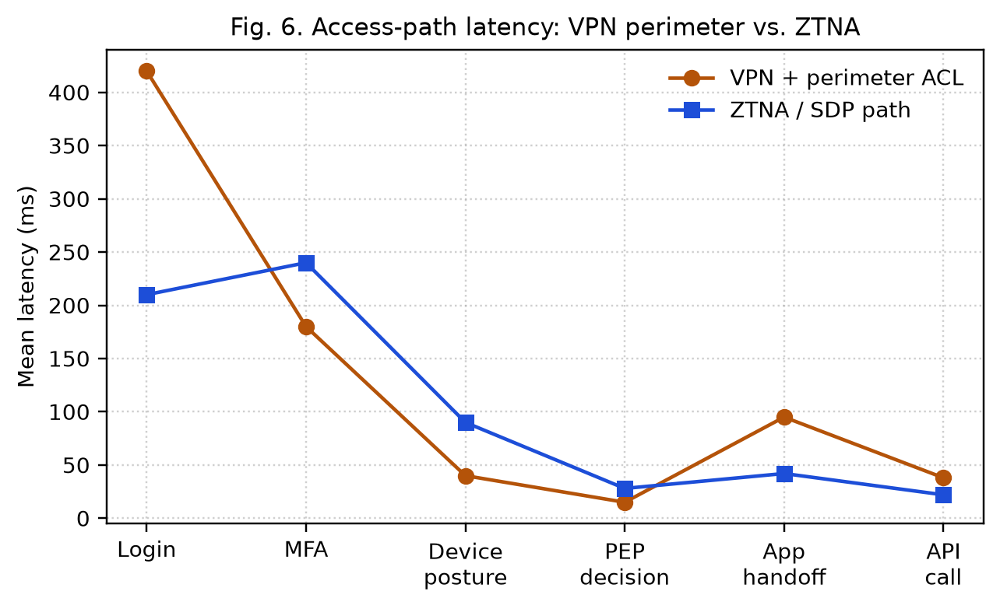 Fig. 6. Access-path latency: VPN perimeter vs. ZTNA
VPN + perimeter ACL
ZTNA / SDP path
Mean latency (ms)
400
350
300
250
200
150
100
50
0
Login
MFA
Device
posture
PEP
decision
App
handoff
API
call